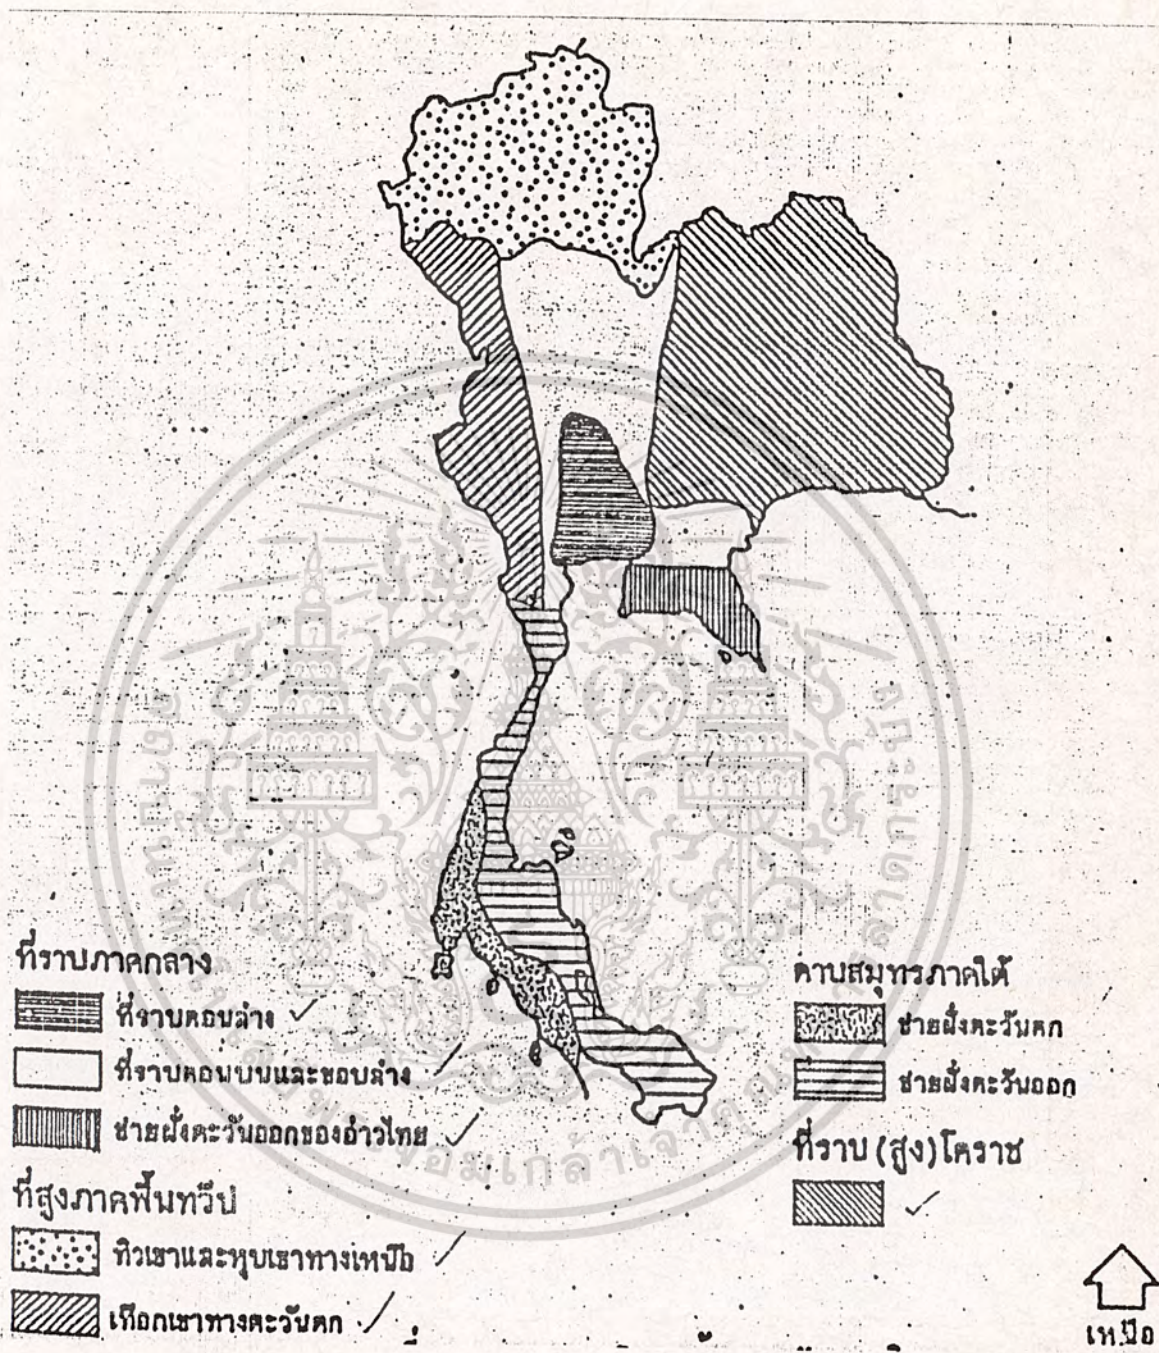 ที่ราบภาคกลาง
ที่ราบตอนล่าง
ที่ราบตอนบนและขอบล่าง
ชายฝั่งตะวันออกของอ่าวไทย
ที่สูงภาคพื้นทวีป
ทิวเขาและหุบเขาทางเหนือ
เทือกเขาทางตะวันตก
คาบสมุทรภาคใต้
ชายฝั่งตะวันตก
ชายฝั่งตะวันออก
ที่ราบ (สูง) โคราช
เหนือ